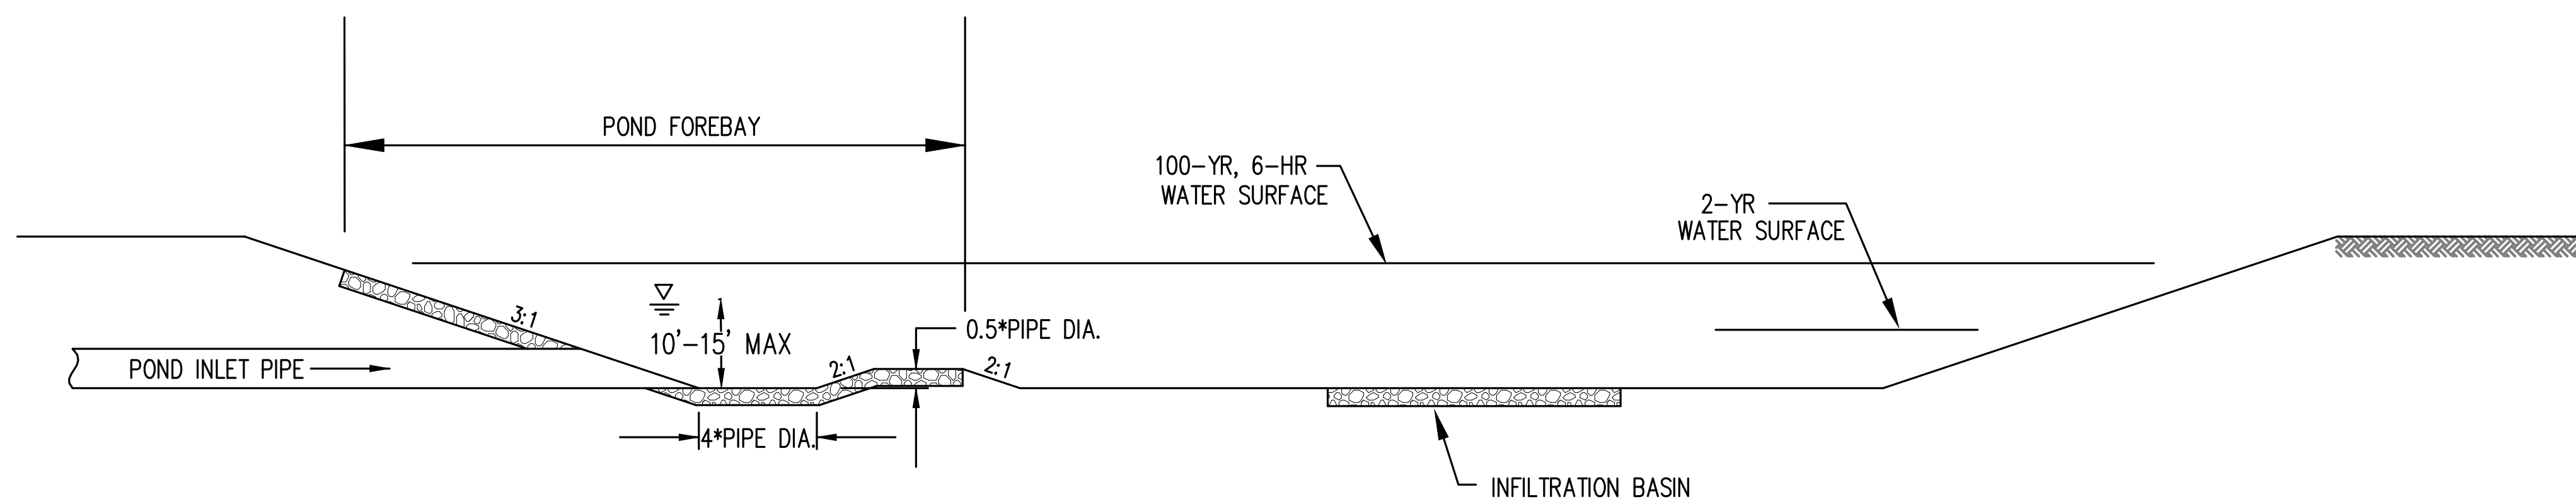 POND FOREBAY
100-YR, 6-HR
WATER SURFACE
2-YR
WATER SURFACE
3:1
10'-15' MAX
0.5*PIPE DIA.
POND INLET PIPE
2:1
2:1
4*PIPE DIA.
INFILTRATION BASIN